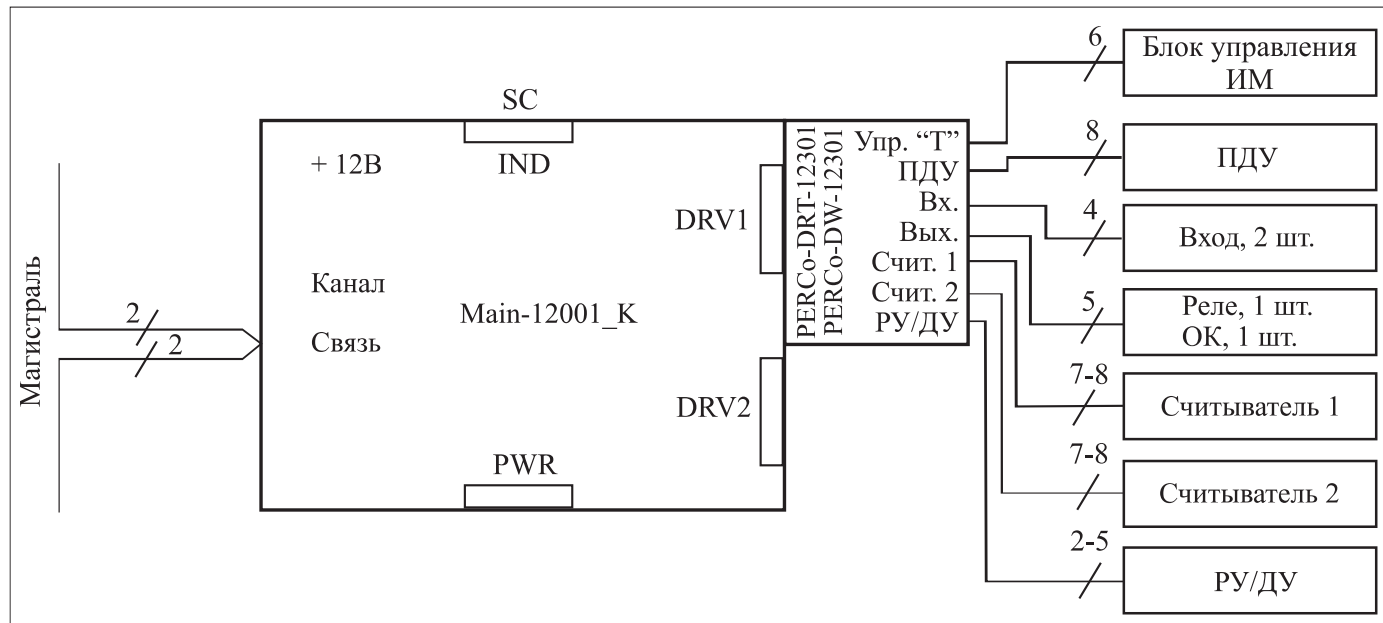 Магистраль
2
2
SC
+ 12В
IND
Канал
Связь
Main-12001_K
DRV1
DRV2
PWR
PERCo-DRT-12301
PERCo-DW-12301
Упр. “Т”
ПДУ
Вх.
Вых.
Счит. 1
Счит. 2
РУ/ДУ
6
Блок управления
ИМ
8
ПДУ
4
Вход, 2 шт.
5
Реле, 1 шт.
ОК, 1 шт.
7-8
Считыватель 1
7-8
Считыватель 2
2-5
РУ/ДУ